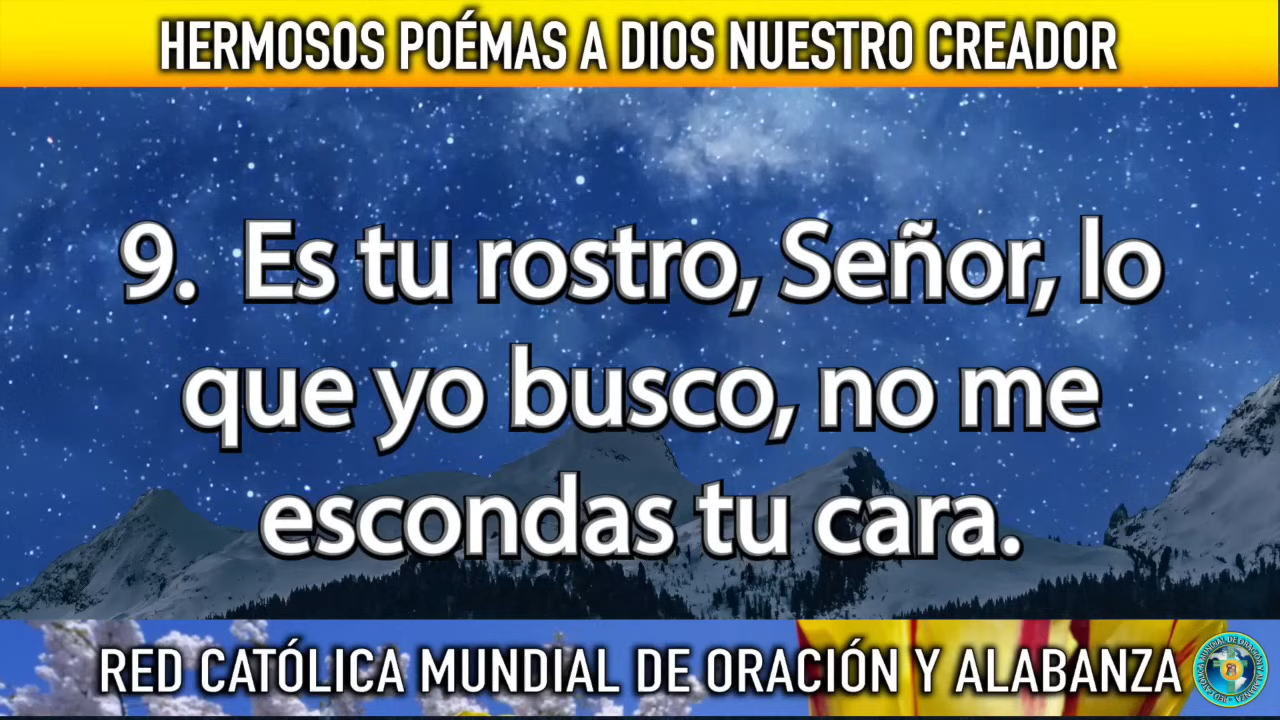 HERMOSOS POÉMAS A DIOS NUESTRO CREADOR
9. Es tu rostro, Señor, lo
que yo busco, no me
escondas tu cara.
RED CATÓLICA MUNDIAL DE ORACIÓN Y ALABANZA